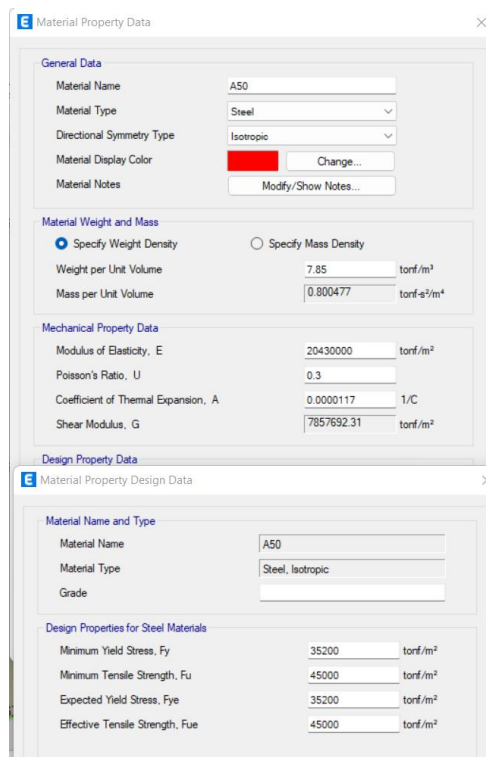 E Material Property Data
General Data
Material Name A50
Material Type Steel
Directional Symmetry Type Isotropic
Material Display Color Change...
Material Notes Modify/Show Notes...
Material Weight and Mass
Specify Weight Density Specify Mass Density
Weight per Unit Volume 7.85 tonf/m³
Mass per Unit Volume 0.800477 tonf-s²/m⁴
Mechanical Property Data
Modulus of Elasticity, E 20430000 tonf/m²
Poisson's Ratio, U 0.3
Coefficient of Thermal Expansion, A 0.0000117 1/C
Shear Modulus, G 7857692.31 tonf/m²
Design Property Data
E Material Property Design Data
Material Name and Type
Material Name A50
Material Type Steel, Isotropic
Grade
Design Properties for Steel Materials
Minimum Yield Stress, Fy 35200 tonf/m²
Minimum Tensile Strength, Fu 45000 tonf/m²
Expected Yield Stress, Fye 35200 tonf/m²
Effective Tensile Strength, Fue 45000 tonf/m²